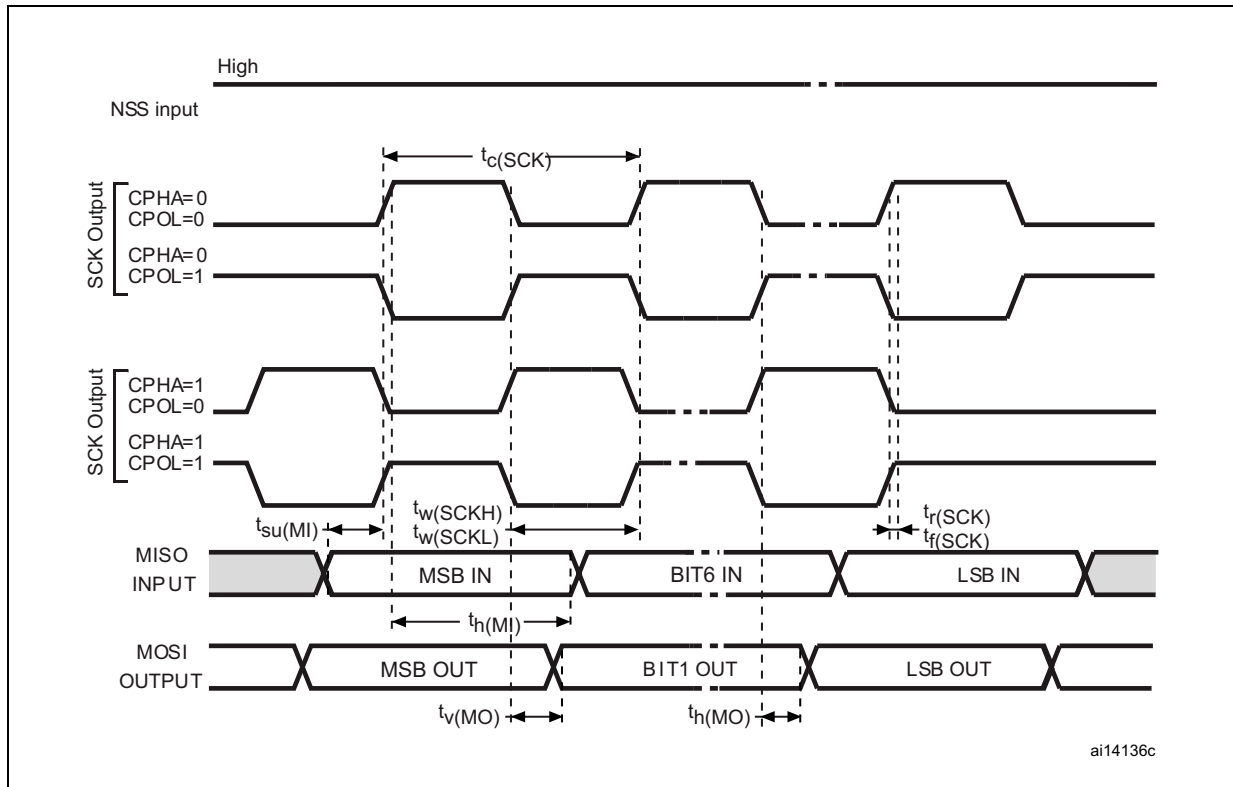 High
NSS input
tc(SCK)
SCK Output
CPHA=0
CPOL=0
CPHA=0
CPOL=1
SCK Output
CPHA=1
CPOL=0
CPHA=1
CPOL=1
tsu(MI)
tw(SCKH)
tw(SCKL)
tr(SCK)
tf(SCK)
MISO
INPUT
MSB IN
BIT6 IN
LSB IN
th(MI)
MOSI
OUTPUT
MSB OUT
BIT1 OUT
LSB OUT
tv(MO)
th(MO)
ai14136c